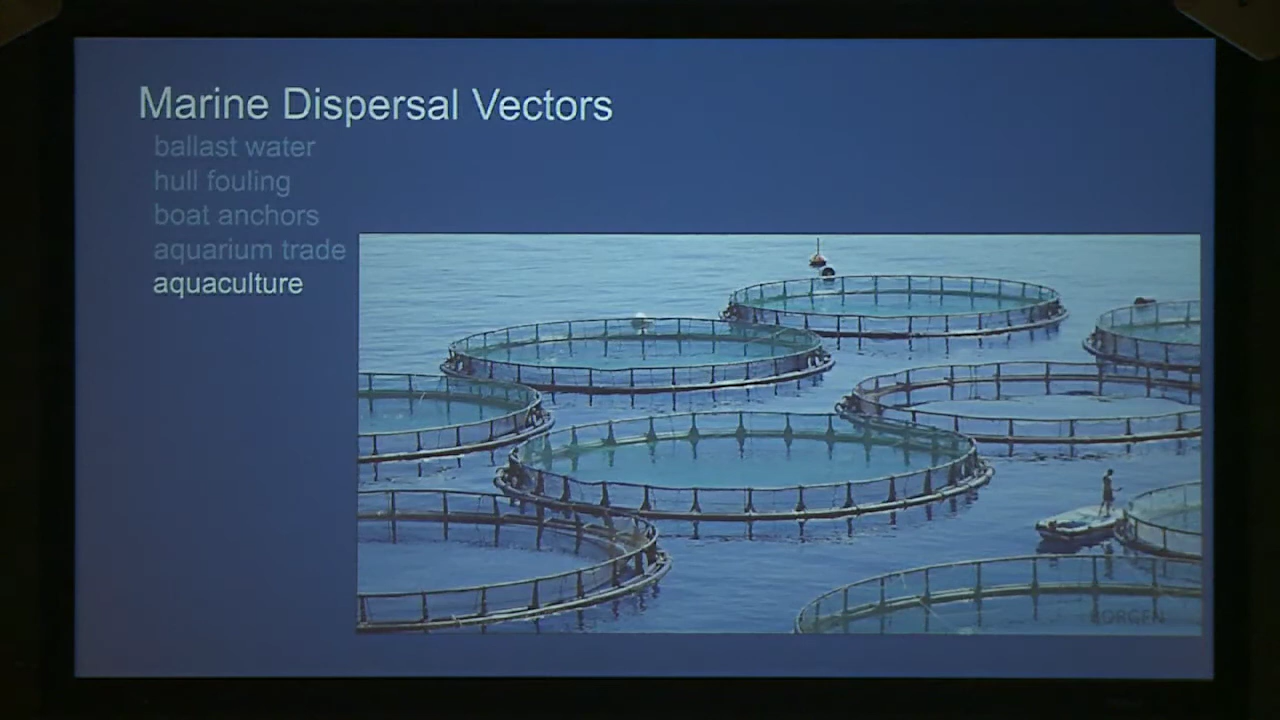 Marine Dispersal Vectors
ballast water
hull fouling
boat anchors
aquarium trade
aquaculture